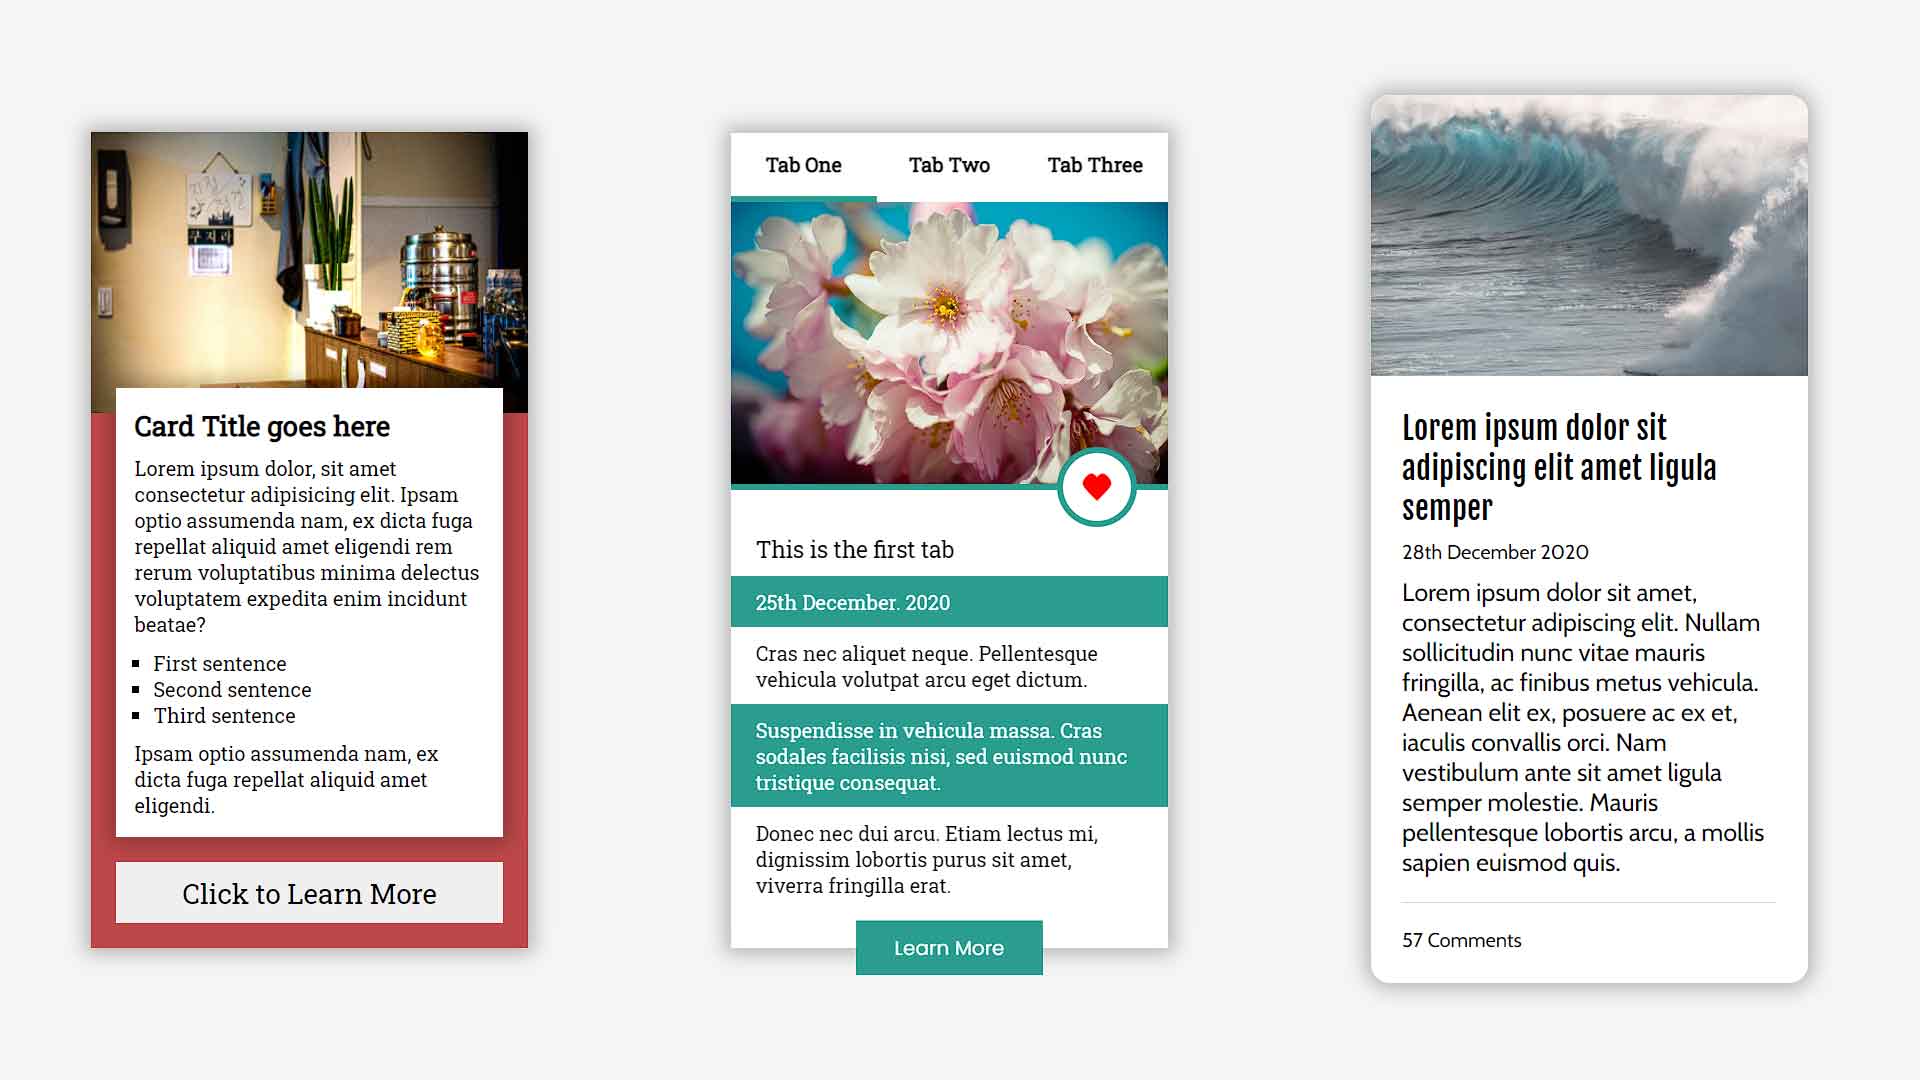 Card Title goes here
Lorem ipsum dolor, sit amet
consectetur adipisicing elit. Ipsam
optio assumenda nam, ex dicta fuga
repellat aliquid amet eligendi rem
rerum voluptatibus minima delectus
voluptatem expedita enim incidunt
beatae?
First sentence
Second sentence
Third sentence
Ipsam optio assumenda nam, ex
dicta fuga repellat aliquid amet
eligendi.
Click to Learn More
Tab One
Tab Two
Tab Three
This is the first tab
25th December. 2020
Cras nec aliquet neque. Pellentesque
vehicula volutpat arcu eget dictum.
Suspendisse in vehicula massa. Cras
sodales facilisis nisi, sed euismod nunc
tristique consequat.
Donec nec dui arcu. Etiam lectus mi,
dignissim lobortis purus sit amet,
viverra fringilla erat.
Learn More
Lorem ipsum dolor sit
adipiscing elit amet ligula
semper
28th December 2020
Lorem ipsum dolor sit amet,
consectetur adipiscing elit. Nullam
sollicitudin nunc vitae mauris
fringilla, ac finibus metus vehicula.
Aenean elit ex, posuere ac ex et,
iaculis convallis orci. Nam
vestibulum ante sit amet ligula
semper molestie. Mauris
pellentesque lobortis arcu, a mollis
sapien euismod quis.
57 Comments